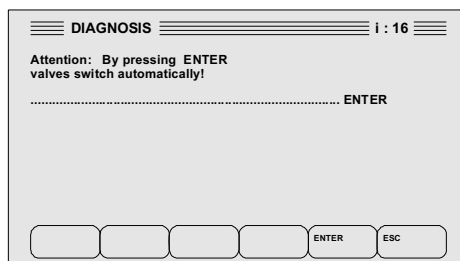 DIAGNOSIS i : 16
Attention: By pressing ENTER
valves switch automatically!
..................................................................................... ENTER
ENTER ESC